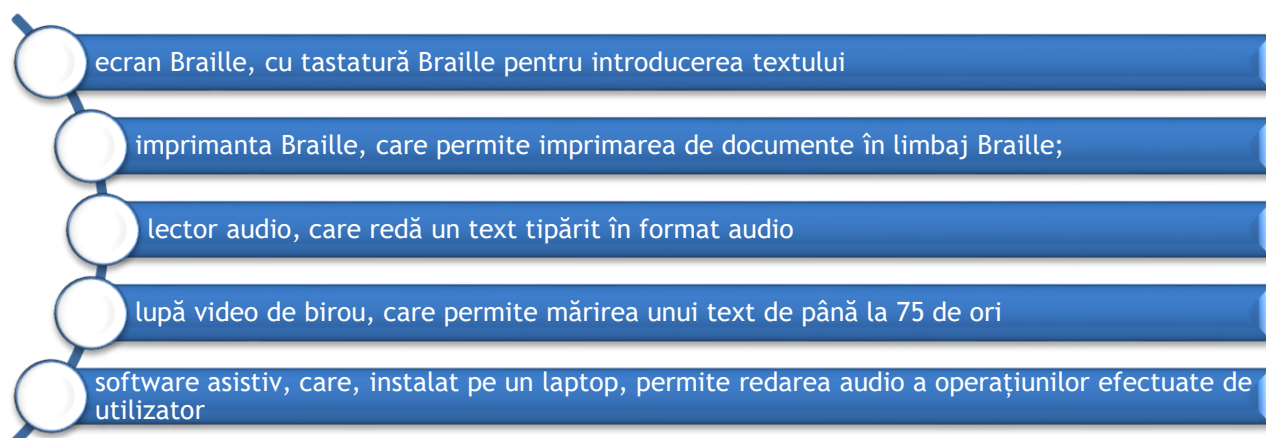 ecran Braille, cu tastatură Braille pentru introducerea textului
imprimanta Braille, care permite imprimarea de documente în limbaj Braille;
lector audio, care redă un text tipărit în format audio
lupă video de birou, care permite mărirea unui text de până la 75 de ori
software asistiv, care, instalat pe un laptop, permite redarea audio a operațiunilor efectuate de
utilizator